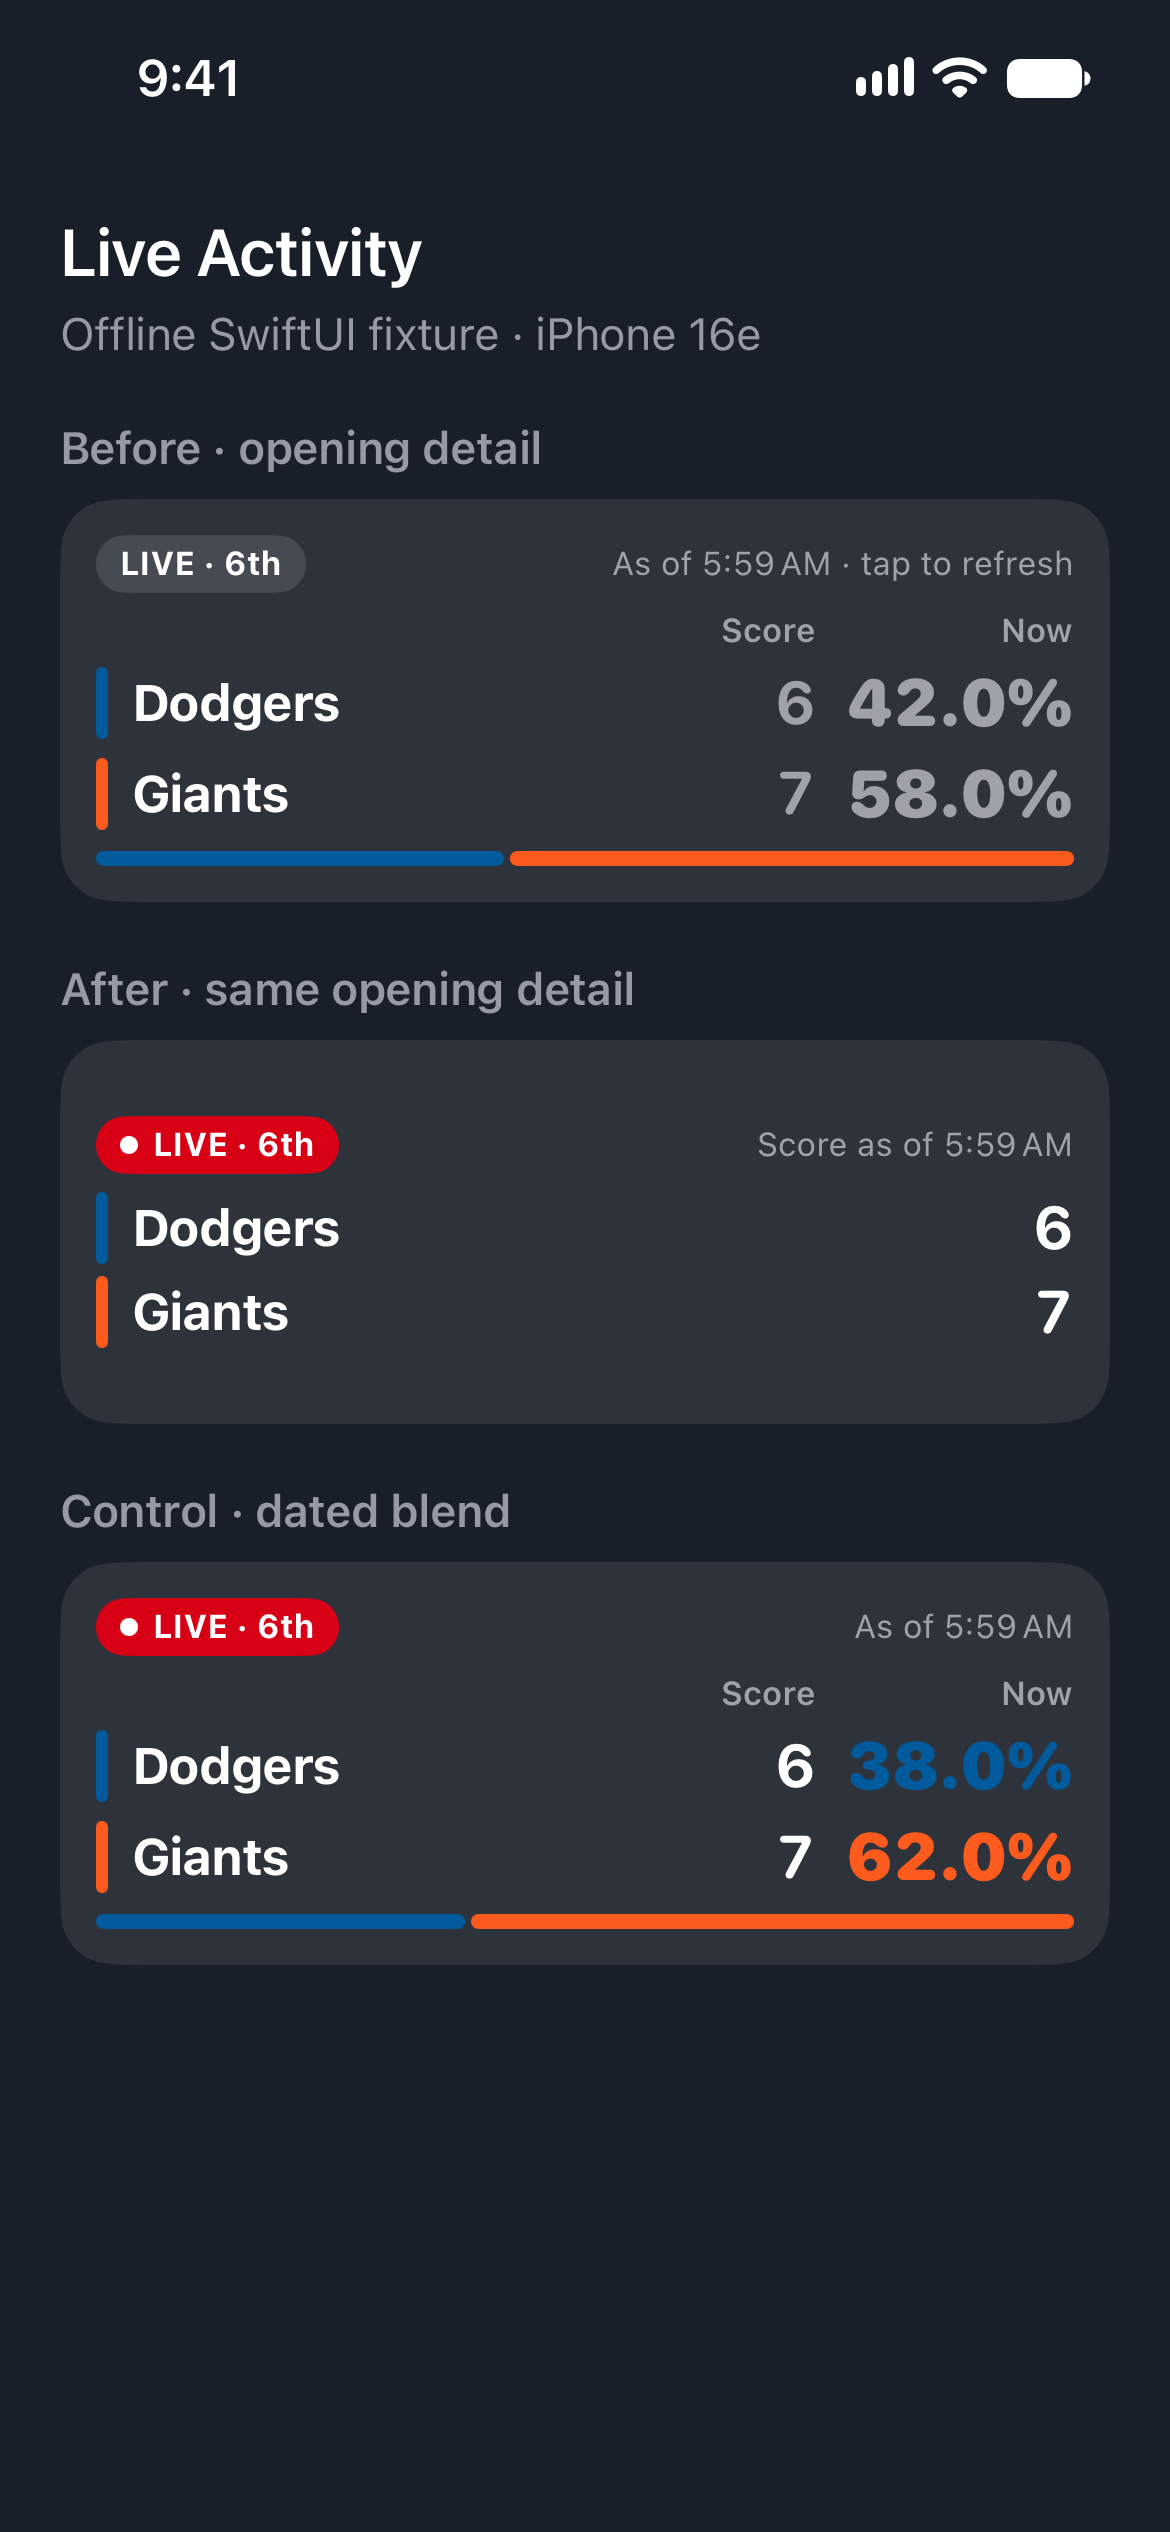 9:41
Live Activity
Offline SwiftUI fixture · iPhone 16e
Before · opening detail
LIVE · 6th As of 5:59 AM · tap to refresh
Score Now
Dodgers 6 42.0%
Giants 7 58.0%
After · same opening detail
LIVE · 6th Score as of 5:59 AM
Dodgers 6
Giants 7
Control · dated blend
LIVE · 6th As of 5:59 AM
Score Now
Dodgers 6 38.0%
Giants 7 62.0%